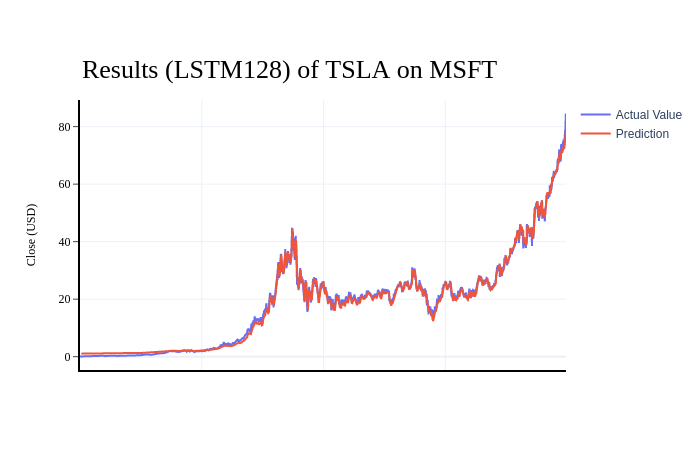 Results (LSTM128) of TSLA on MSFT
Actual Value
Prediction
80
60
40
20
0
Close (USD)